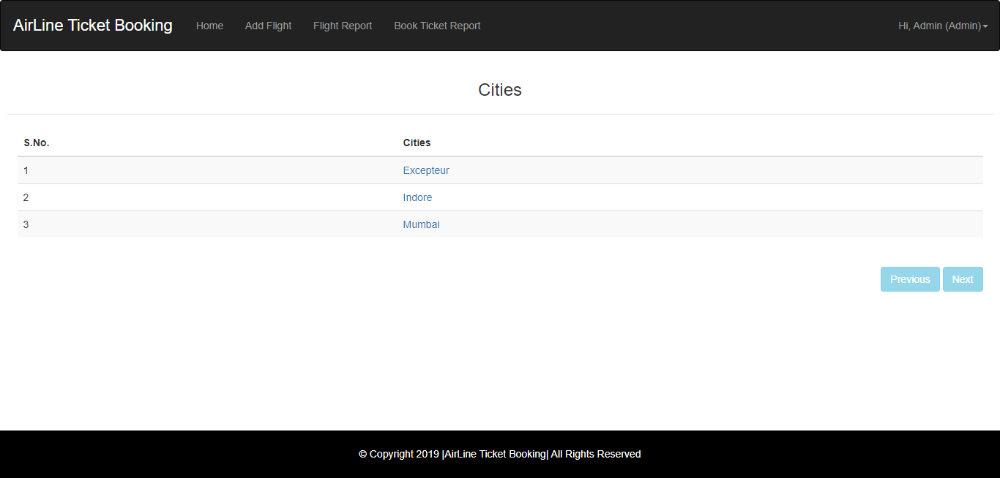 AirLine Ticket Booking Home Add Flight Flight Report Book Ticket Report Hi, Admin (Admin)
Cities
S.No. Cities
1 Excepteur
2 Indore
3 Mumbai
Previous Next
© Copyright 2019 |AirLine Ticket Booking| All Rights Reserved